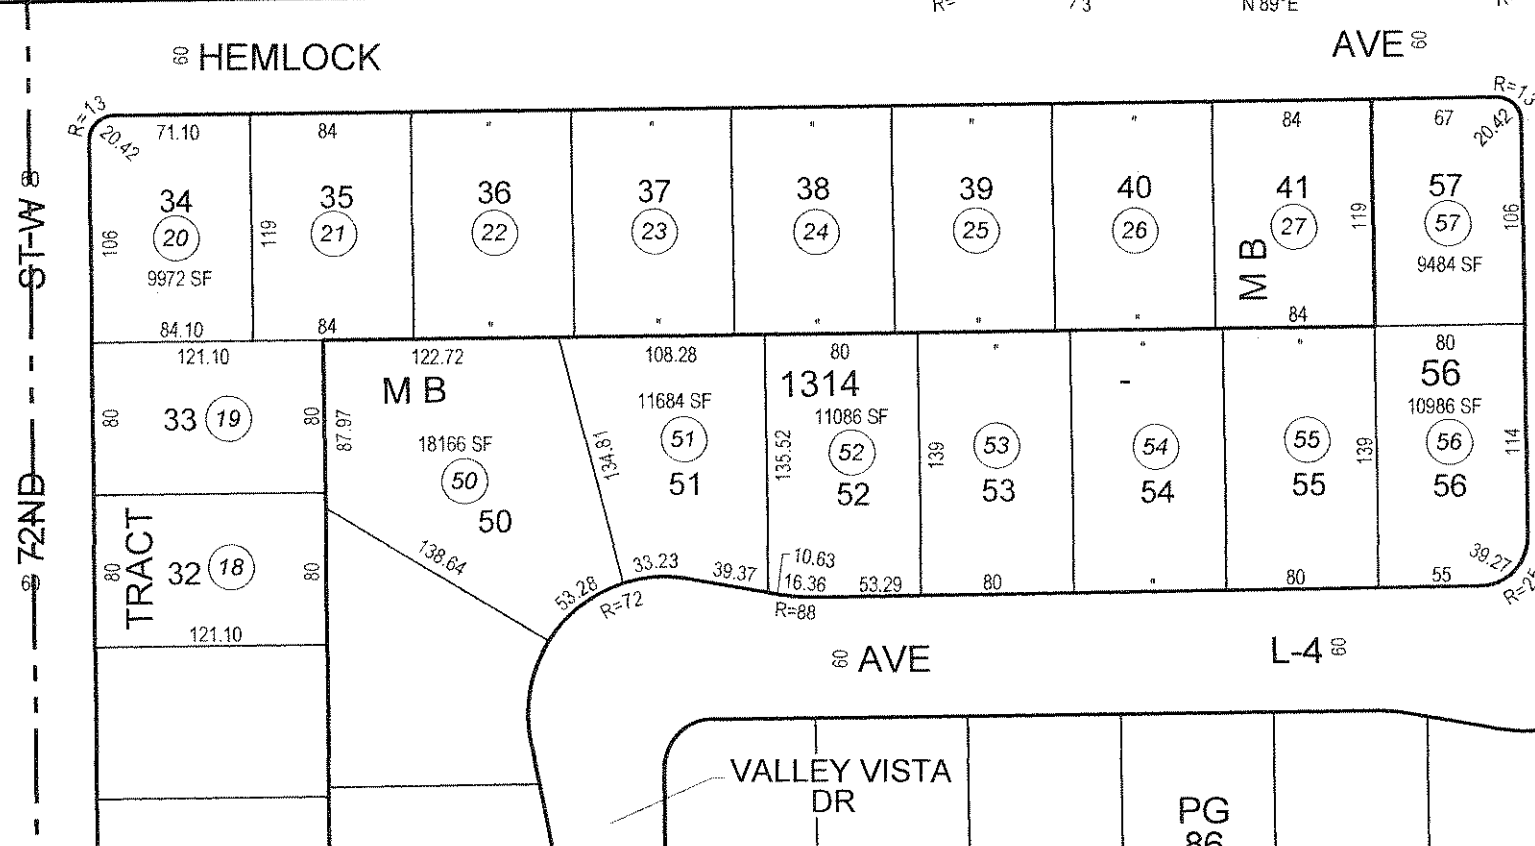 R= 73 N 89°E R
60 HEMLOCK AVE 60
R=13 20.42 71.10 84 " " " " " 84 67 R=13 20.42
34 35 36 37 38 39 40 41 57
20 21 22 23 24 25 26 27 57
106 119 119 106
9972 SF 9484 SF
M B
84.10 84 " " " " " 84
60 72ND ST-W 60
121.10 122.72 108.28 80 " " " 80
M B 1314 - 56
11684 SF 11086 SF 10986 SF
80 33 19 80 87.97 18166 SF 134.81 51 135.52 52 139 53 54 55 139 56 114
50 51 52 53 54 55 56
50
138.64 53.28 33.23 39.37 10.63 16.36 53.29 80 " 80 55 39.27
R=72 R=88 R=25
TRACT
80 32 18 80
121.10
60 AVE L-4 60
VALLEY VISTA
DR
PG
86